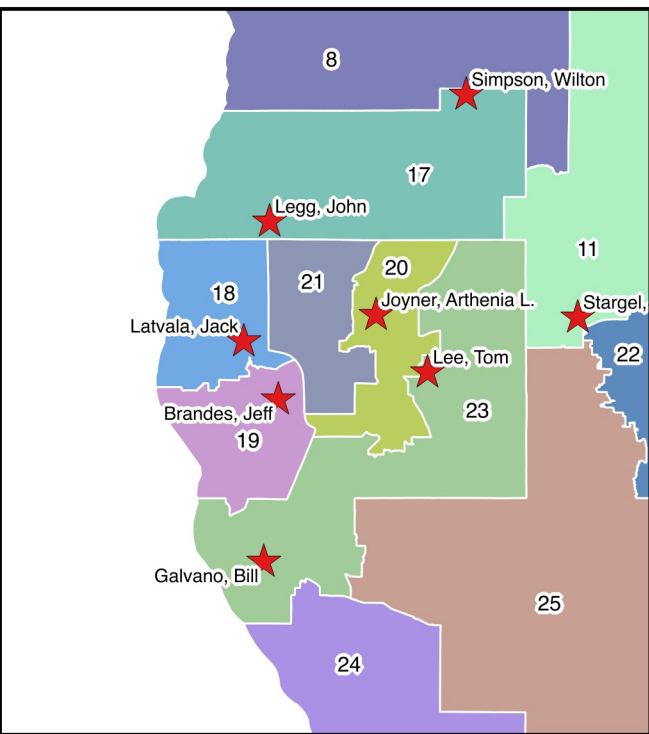 8
Simpson, Wilton
17
Legg, John
11
21
20
18
Joyner, Arthenia L.
Stargel,
Latvala, Jack
22
Lee, Tom
Brandes, Jeff
23
19
Galvano, Bill
25
24